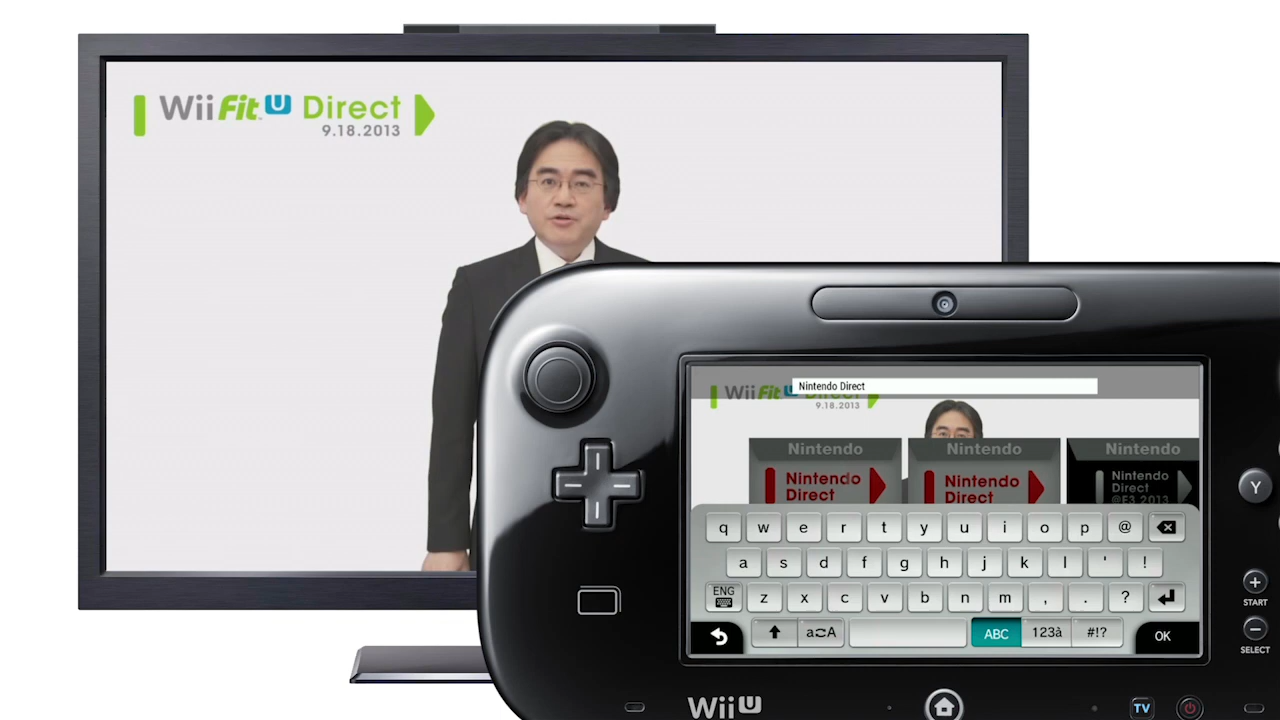 Wii Fit U Direct
9.18.2013
Nintendo Direct
Wii Fit U Direct
9.18.2013
Nintendo
Nintendo
Nintendo
Nintendo
Direct
Nintendo
Direct
Nintendo
Direct
@E3 2013
q w e r t y u i o p @
a s d f g h j k l ' !
ENG z x c v b n m , . ?
a A ABC 123à #!? OK
Y
+
START
−
SELECT
Wii U
TV